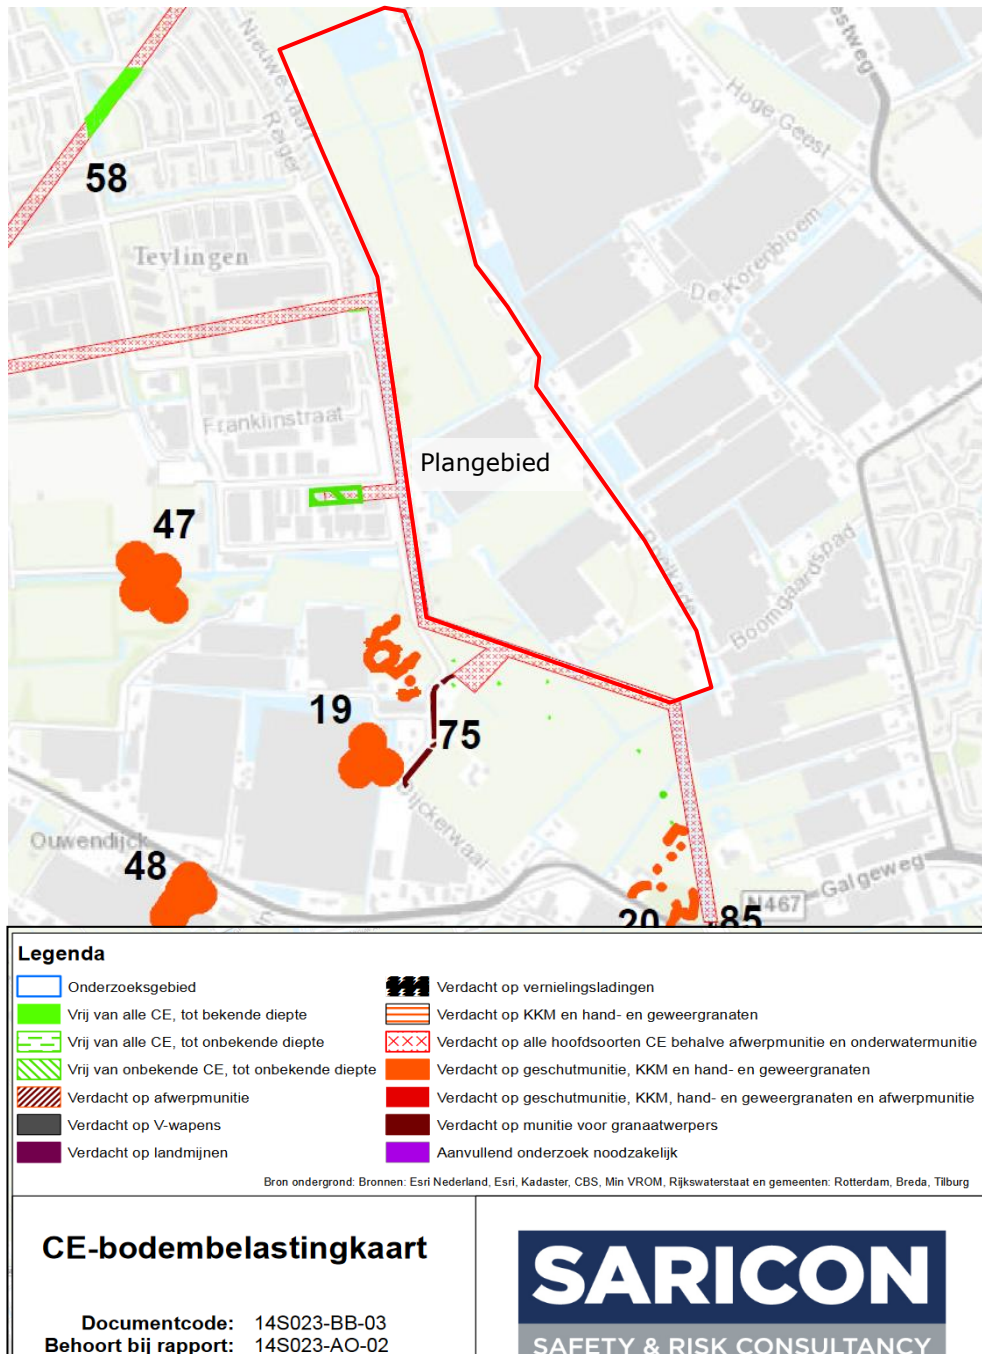 Nieuwe vaart
Reiger
estweg
Hoge Geest
58
Teylingen
De Korenbloem
Franklinstraat
Plangebied
47
Boomgaardspad
19
75
ijckerwaal
Ouwendijck
48
Galgeweg
N467
20
85
Legenda
Onderzoeksgebied
Vrij van alle CE, tot bekende diepte
Vrij van alle CE, tot onbekende diepte
Vrij van onbekende CE, tot onbekende diepte
Verdacht op afwerpmunitie
Verdacht op V-wapens
Verdacht op landmijnen
Verdacht op vernielingsladingen
Verdacht op KKM en hand- en geweergranaten
Verdacht op alle hoofdsoorten CE behalve afwerpmunitie en onderwatermunitie
Verdacht op geschutmunitie, KKM en hand- en geweergranaten
Verdacht op geschutmunitie, KKM, hand- en geweergranaten en afwerpmunitie
Verdacht op munitie voor granaatwerpers
Aanvullend onderzoek noodzakelijk
Bron ondergrond: Bronnen: Esri Nederland, Esri, Kadaster, CBS, Min VROM, Rijkswaterstaat en gemeenten: Rotterdam, Breda, Tilburg
CE-bodembelastingkaart
Documentcode: 14S023-BB-03
Behoort bij rapport: 14S023-AO-02
SARICON
SAFETY & RISK CONSULTANCY